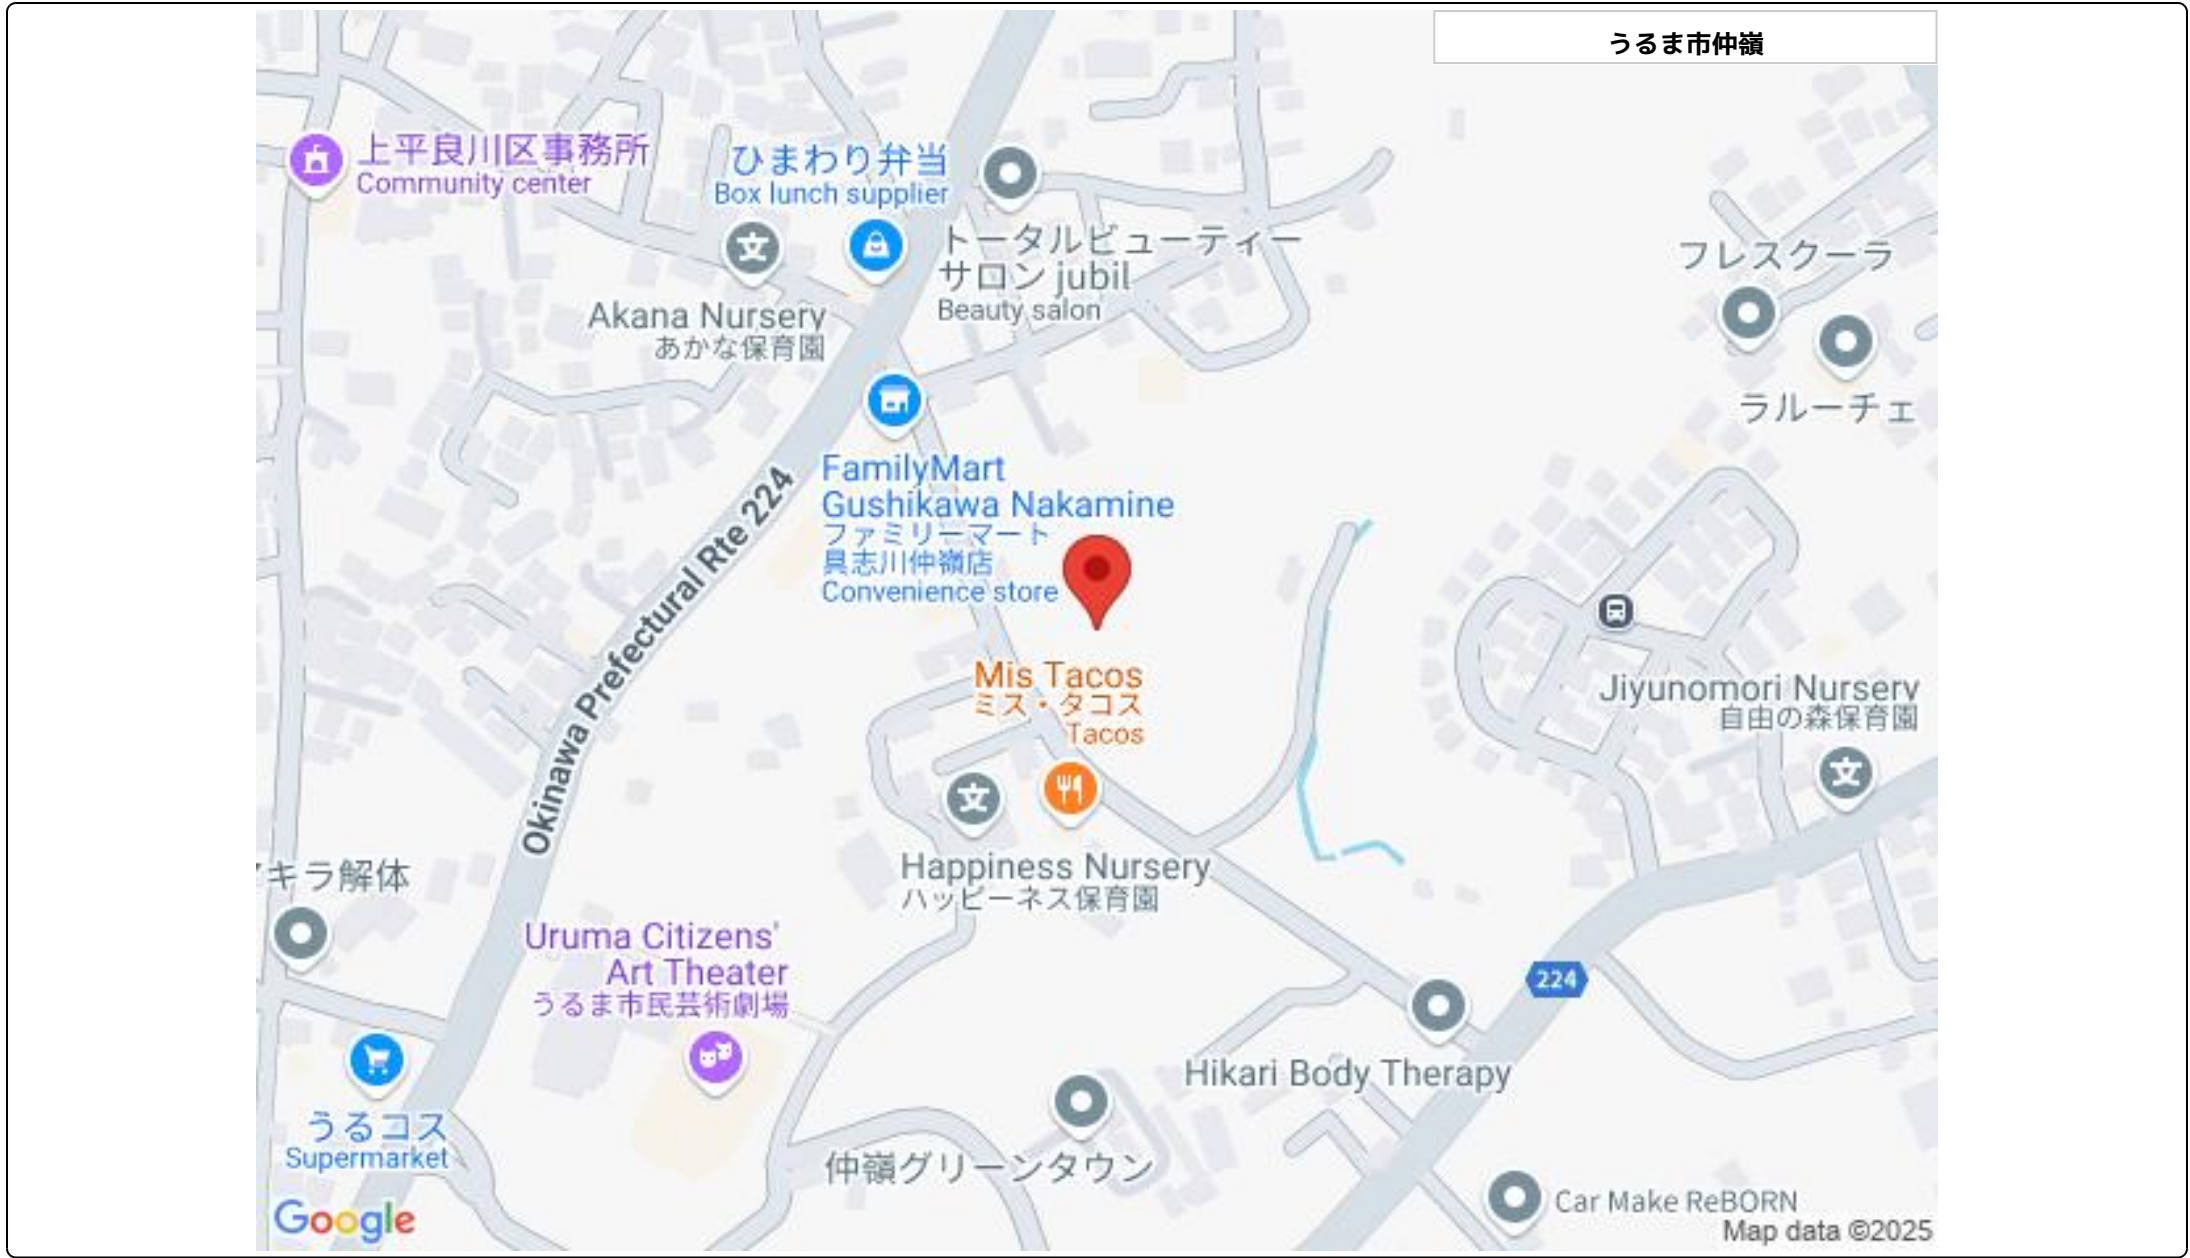 うるま市仲嶺
上平良川区事務所
Community center
ひまわり弁当
Box lunch supplier
トータルビューティー
サロン jubil
Beauty salon
フレスクーラ
Akana Nursery
あかな保育園
ラルーチェ
FamilyMart
Gushikawa Nakamine
ファミリーマート
具志川仲嶺店
Convenience store
Okinawa Prefectural Rte 224
Mis Tacos
ミス・タコス
Tacos
Jiyunomori Nursery
自由の森保育園
Happiness Nursery
ハッピーネス保育園
キラ解体
Uruma Citizens'
Art Theater
うるま市民芸術劇場
224
Hikari Body Therapy
うるコス
Supermarket
仲嶺グリーンタウン
Car Make ReBORN
Google
Map data ©2025